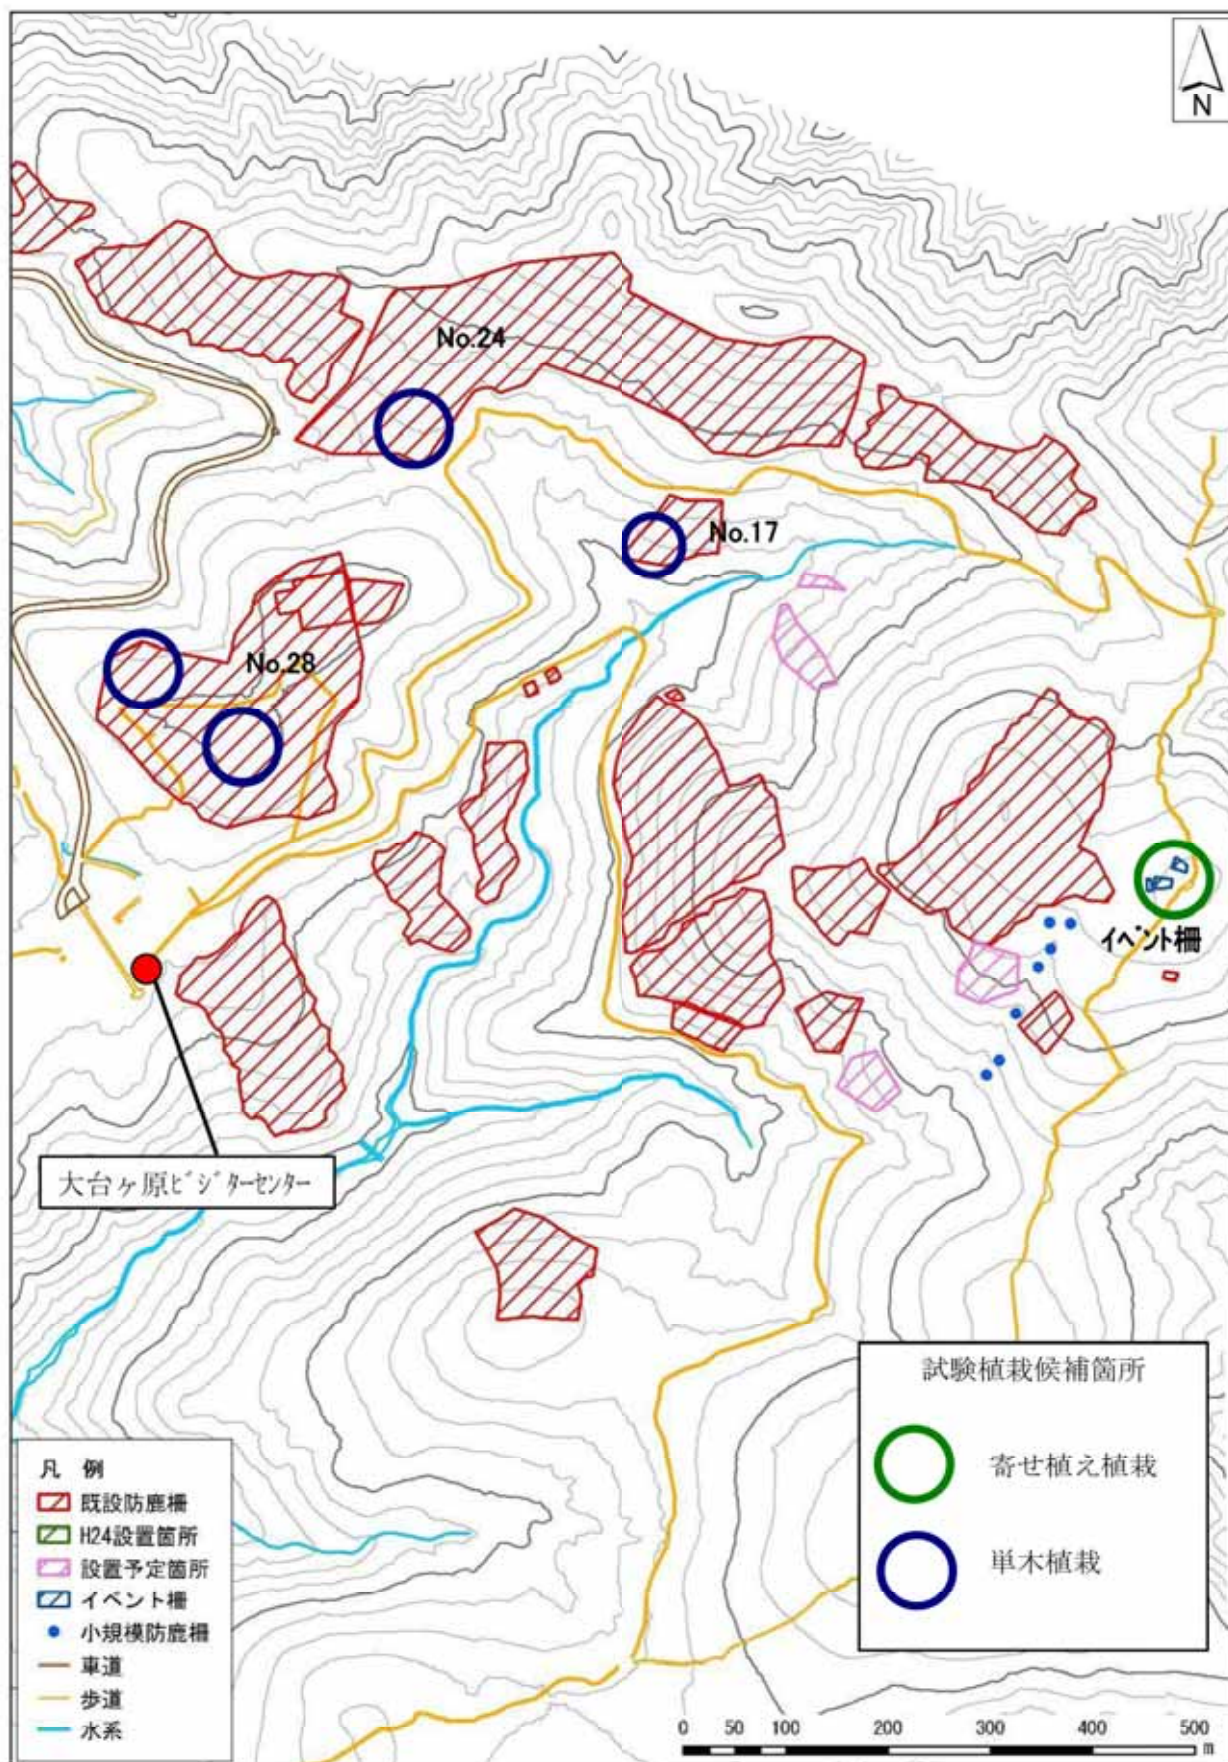 N
No.24
No.17
No.28
イベント柵
大台ヶ原ビジターセンター
試験植栽候補箇所
寄せ植え植栽
単木植栽
凡 例
既設防鹿柵
H24設置箇所
設置予定箇所
イベント柵
小規模防鹿柵
車道
歩道
水系
0 50 100 200 300 400 500
m